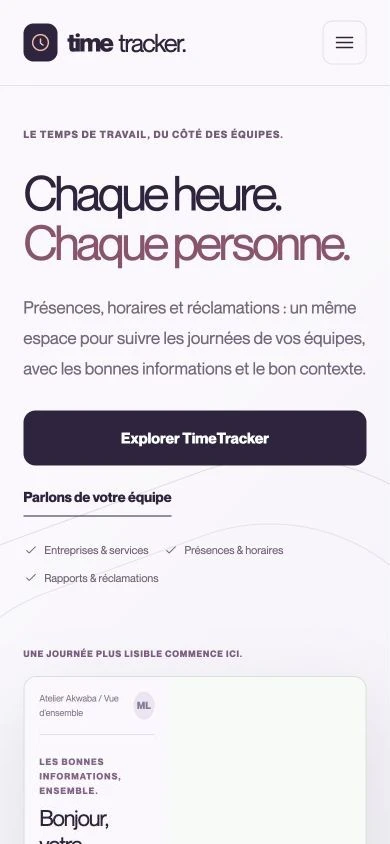 time tracker.
LE TEMPS DE TRAVAIL, DU CÔTÉ DES ÉQUIPES.
Chaque heure.
Chaque personne.
Présences, horaires et réclamations : un même
espace pour suivre les journées de vos équipes,
avec les bonnes informations et le bon contexte.
Explorer TimeTracker
Parlons de votre équipe
Entreprises & services
Présences & horaires
Rapports & réclamations
UNE JOURNÉE PLUS LISIBLE COMMENCE ICI.
Atelier Akwaba / Vue
d'ensemble
ML
LES BONNES
INFORMATIONS,
ENSEMBLE.
Bonjour,
votre